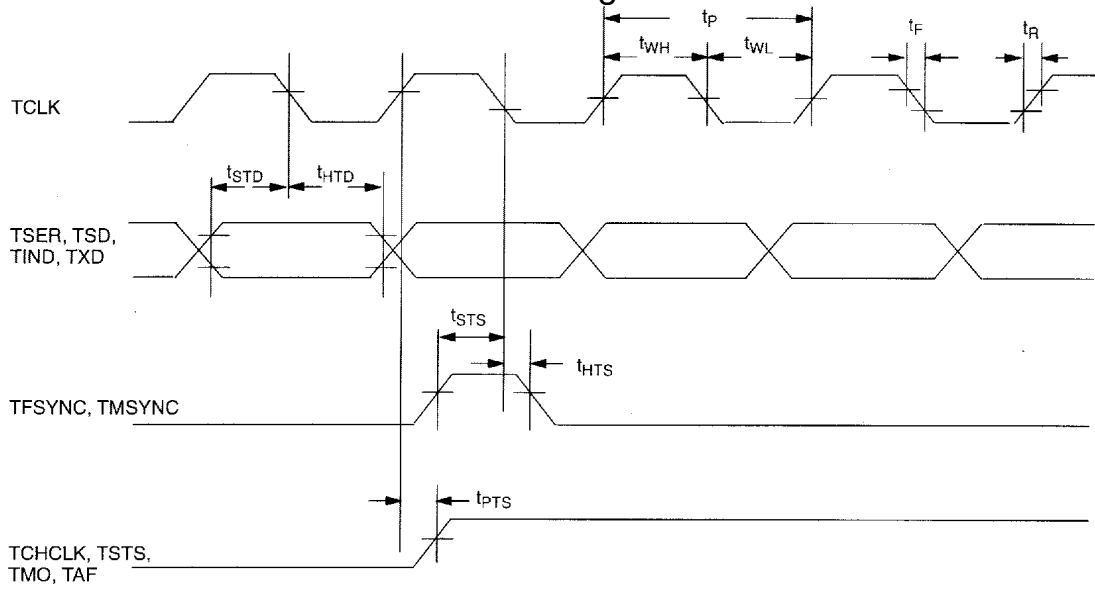 g
tP
tWH
tWL
tF
tR
TCLK
tSTD
tHTD
TSER, TSD,
TIND, TXD
tSTS
tHTS
TFSYNC, TMSYNC
tPTS
TCHCLK, TSTS,
TMO, TAF